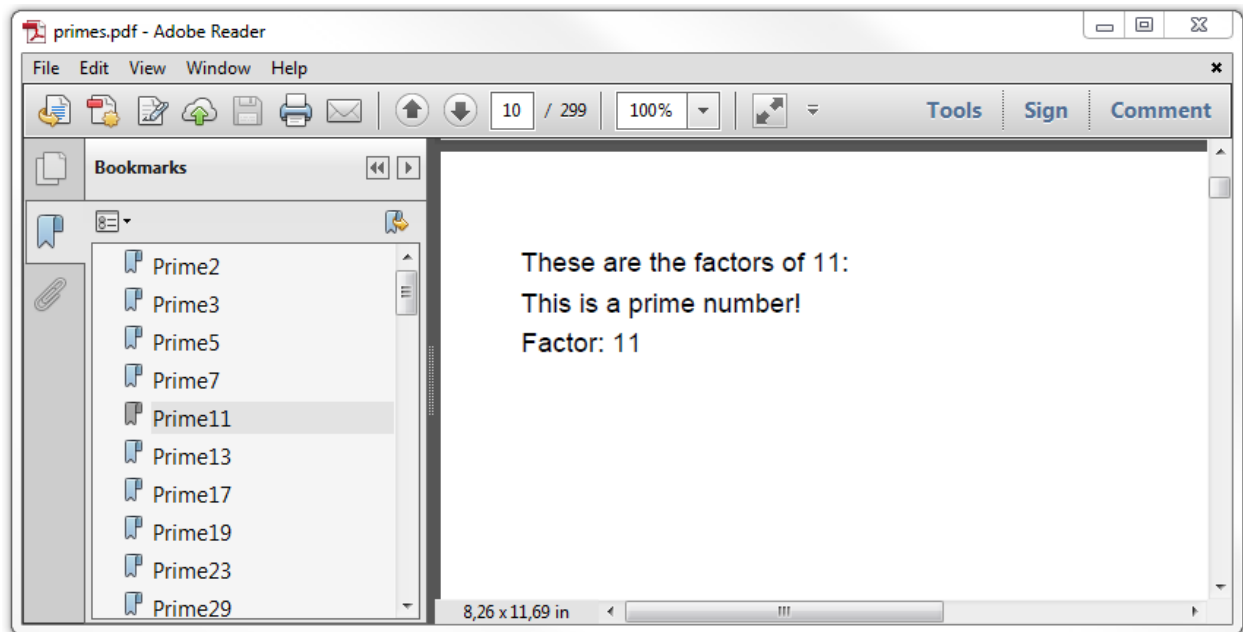 primes.pdf - Adobe Reader
File Edit View Window Help
10 / 299 100% Tools Sign Comment
Bookmarks
Prime2
Prime3
Prime5
Prime7
Prime11
Prime13
Prime17
Prime19
Prime23
Prime29
These are the factors of 11:
This is a prime number!
Factor: 11
8,26 x 11,69 in